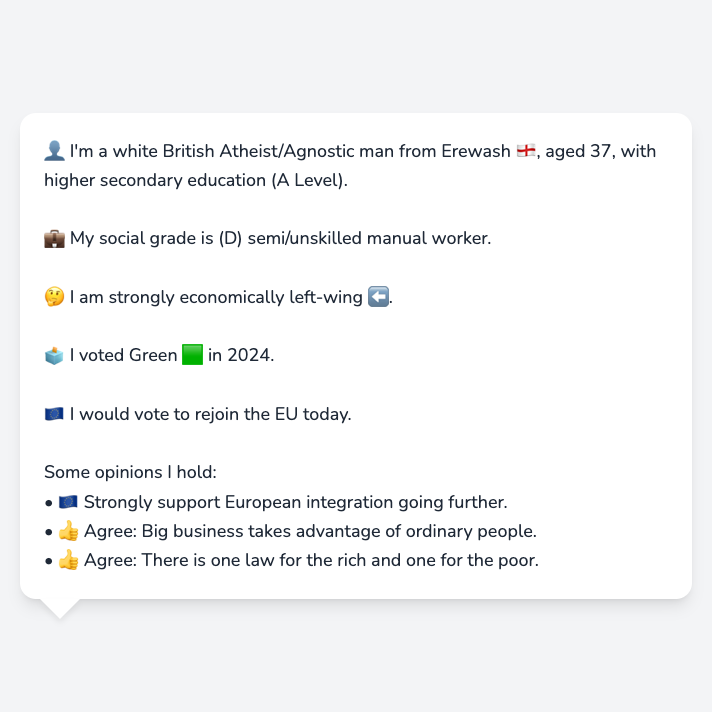 👤 I'm a white British Atheist/Agnostic man from Erewash 🏴󠁧󠁢󠁥󠁮󠁧󠁿, aged 37, with
higher secondary education (A Level).
💼 My social grade is (D) semi/unskilled manual worker.
🤔 I am strongly economically left-wing ⬅️.
🗳️ I voted Green 🟩 in 2024.
🇪🇺 I would vote to rejoin the EU today.
Some opinions I hold:
• 🇪🇺 Strongly support European integration going further.
• 👍 Agree: Big business takes advantage of ordinary people.
• 👍 Agree: There is one law for the rich and one for the poor.